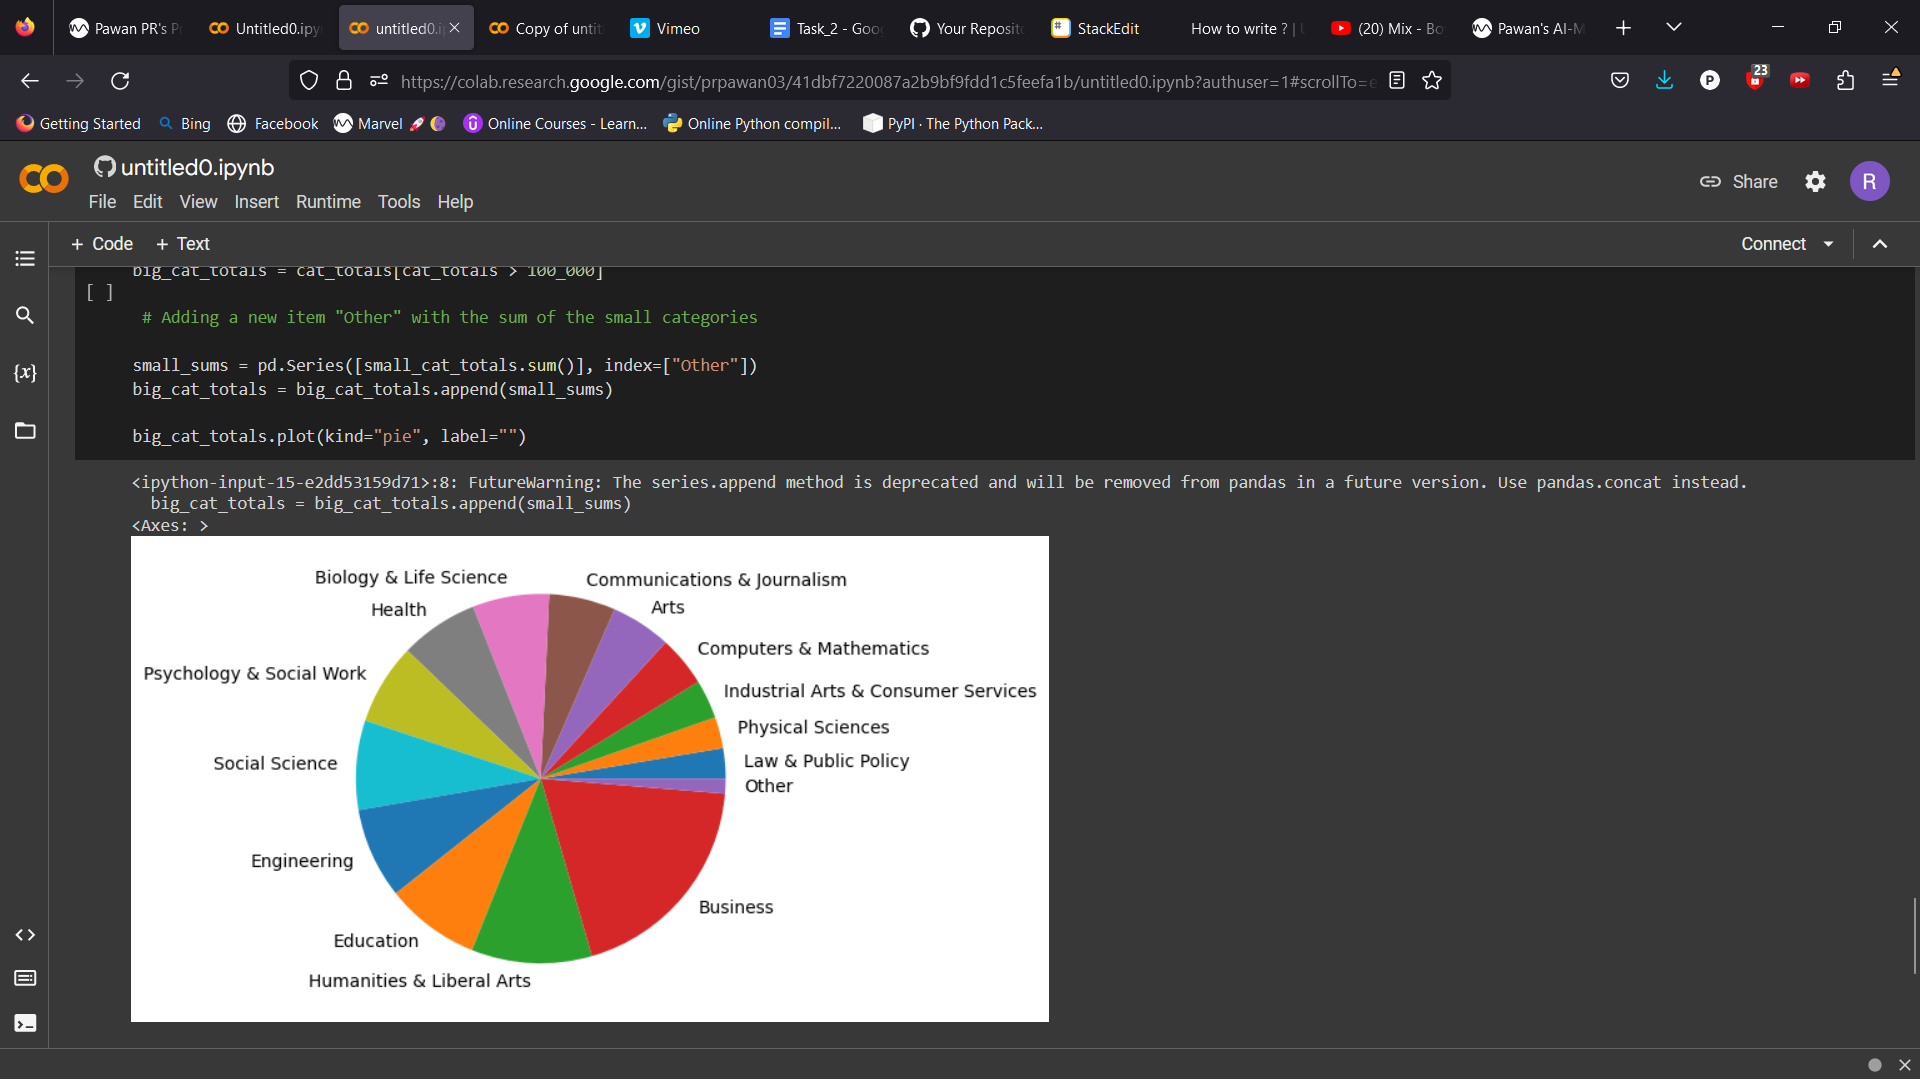 Pawan PR's P
Untitled0.ipy
untitled0.i
Copy of unti
Vimeo
Task_2 - Goo
Your Reposit
StackEdit
How to write ? |
(20) Mix - Bo
Pawan's AI-M
https://colab.research.google.com/gist/prpawan03/41dbf7220087a2b9bf9fdd1c5feefa1b/untitled0.ipynb?authuser=1#scrollTo=e
P
23
Getting Started
Bing
Facebook
Marvel 🚀
Online Courses - Learn...
Online Python compil...
PyPI · The Python Pack...
untitled0.ipynb
File Edit View Insert Runtime Tools Help
Share
R
+ Code + Text
Connect
big_cat_totals = cat_totals[cat_totals > 100_000]
[ ]
# Adding a new item "Other" with the sum of the small categories
small_sums = pd.Series([small_cat_totals.sum()], index=["Other"])
big_cat_totals = big_cat_totals.append(small_sums)
big_cat_totals.plot(kind="pie", label="")
<ipython-input-15-e2dd53159d71>:8: FutureWarning: The series.append method is deprecated and will be removed from pandas in a future version. Use pandas.concat instead.
big_cat_totals = big_cat_totals.append(small_sums)
<Axes: >
Biology & Life Science
Communications & Journalism
Health
Arts
Computers & Mathematics
Psychology & Social Work
Industrial Arts & Consumer Services
Physical Sciences
Social Science
Law & Public Policy
Other
Engineering
Business
Education
Humanities & Liberal Arts